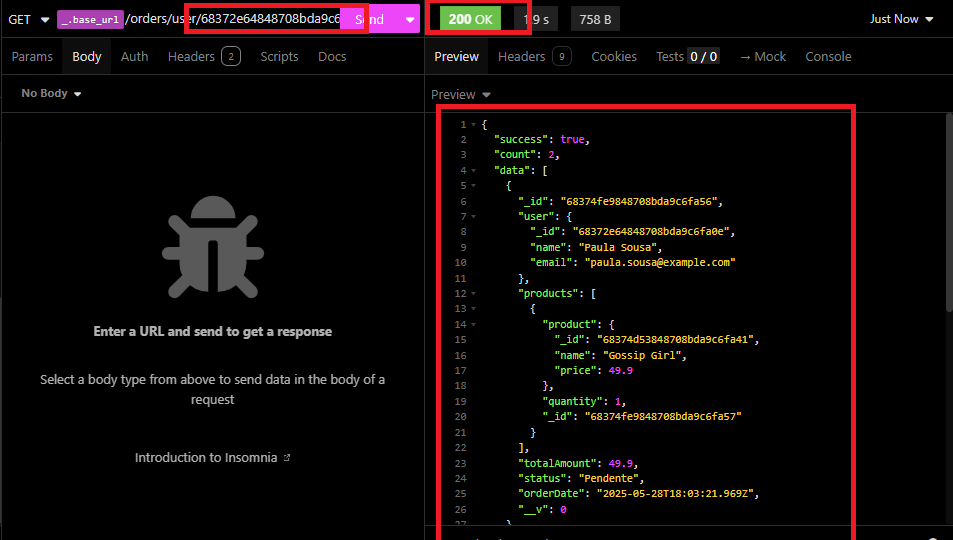 GET _.base_url /orders/user/68372e64848708bda9c6 Send 200 OK 1.9 s 758 B Just Now
Params Body Auth Headers 2 Scripts Docs
Preview Headers 9 Cookies Tests 0 / 0 → Mock Console
No Body
Preview
Enter a URL and send to get a response
Select a body type from above to send data in the body of a
request
Introduction to Insomnia
1 {
2 "success": true,
3 "count": 2,
4 "data": [
5 {
6 "_id": "68374fe9848708bda9c6fa56",
7 "user": {
8 "_id": "68372e64848708bda9c6fa0e",
9 "name": "Paula Sousa",
10 "email": "paula.sousa@example.com"
11 },
12 "products": [
13 {
14 "product": {
15 "_id": "68374d53848708bda9c6fa41",
16 "name": "Gossip Girl",
17 "price": 49.9
18 },
19 "quantity": 1,
20 "_id": "68374fe9848708bda9c6fa57"
21 }
22 ],
23 "totalAmount": 49.9,
24 "status": "Pendente",
25 "orderDate": "2025-05-28T18:03:21.969Z",
26 "__v": 0
27 }